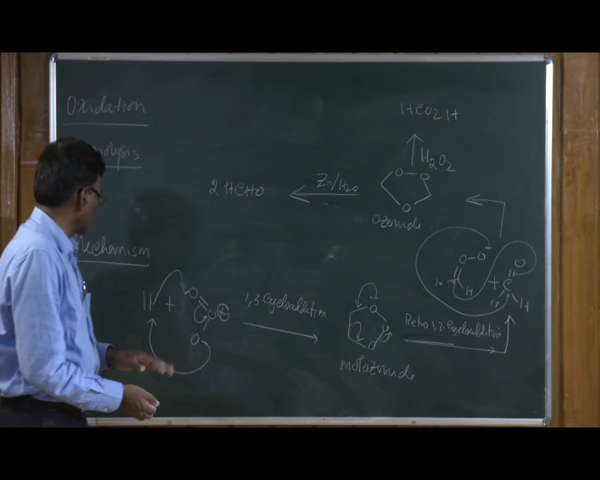 Oxidation
HCO2H
H2O2
2 HCHO
Zn/H2O
O
O
O
ozonide
Mechanism
1,3 cycloaddition
molozonide
Retro 1,3-cycloaddition